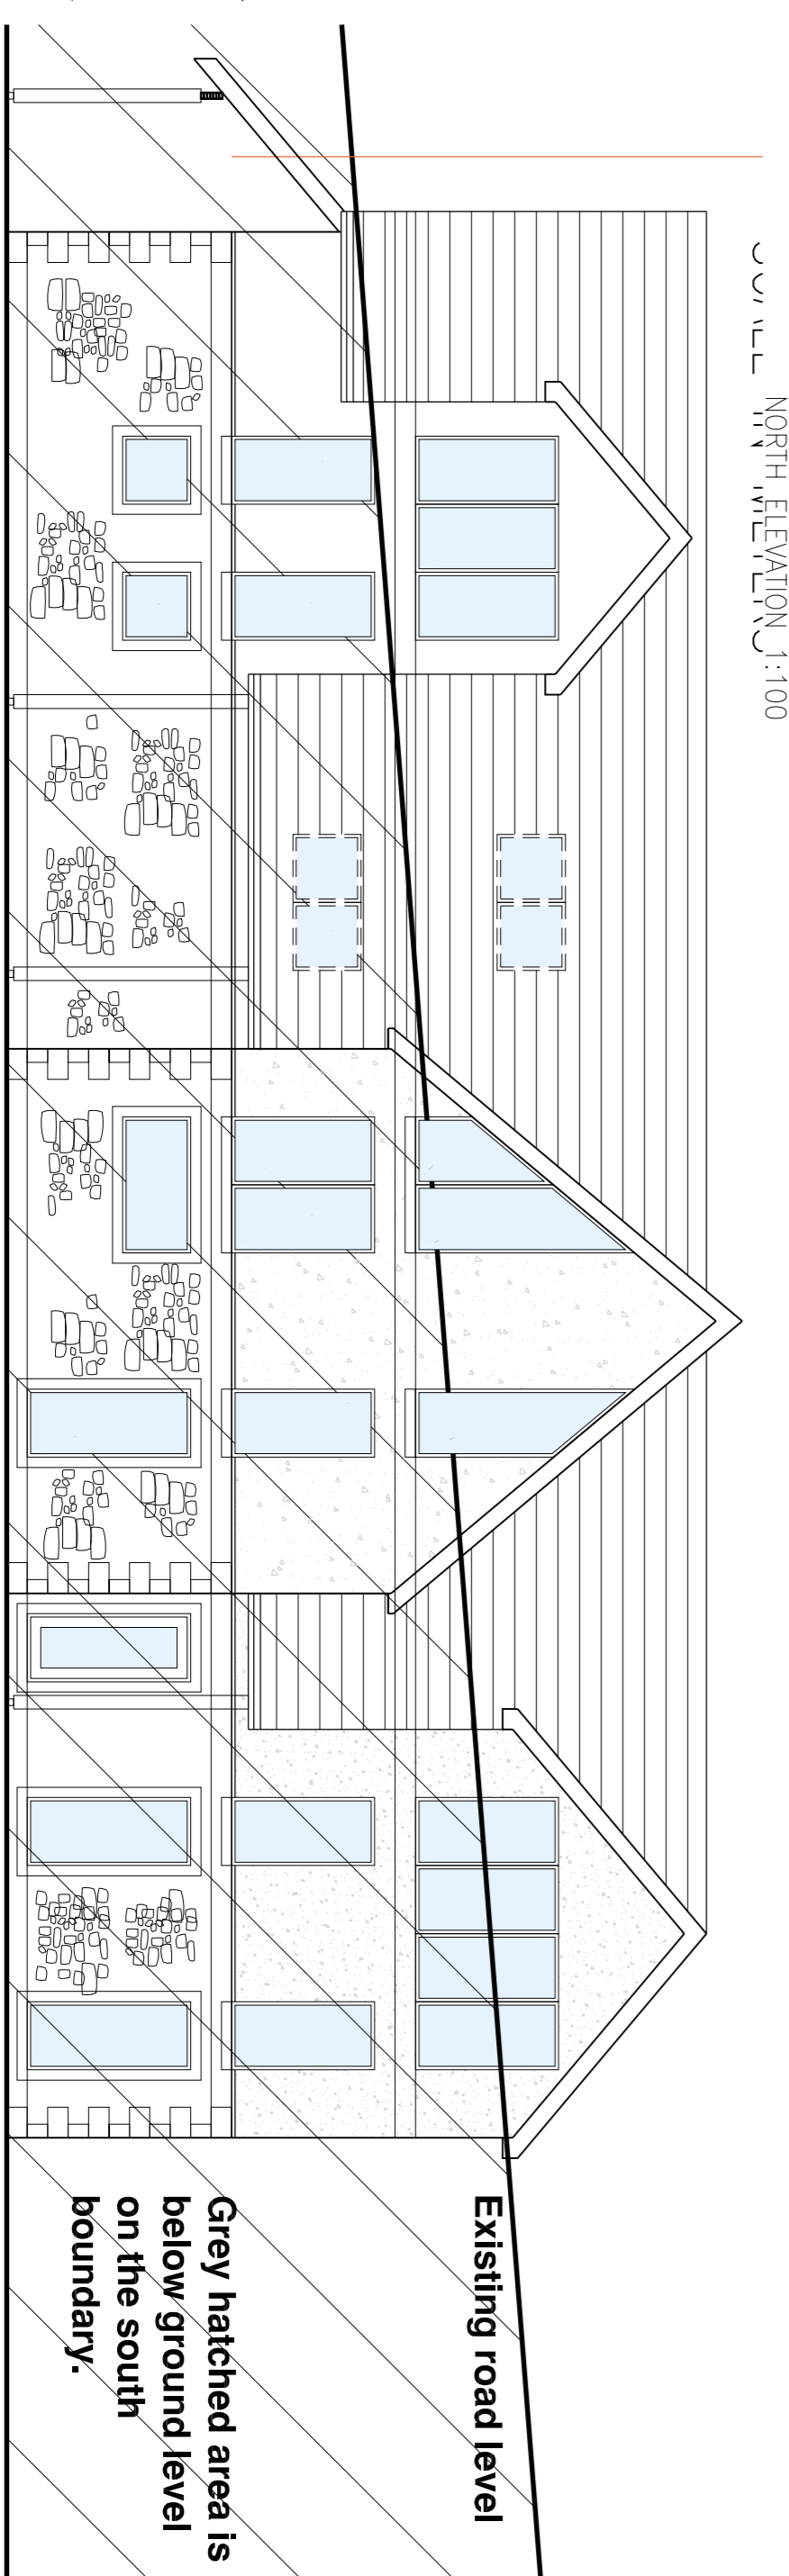 NORTH ELEVATION 1:100
Existing road level
Grey hatched area is
below ground level
on the south
boundary.